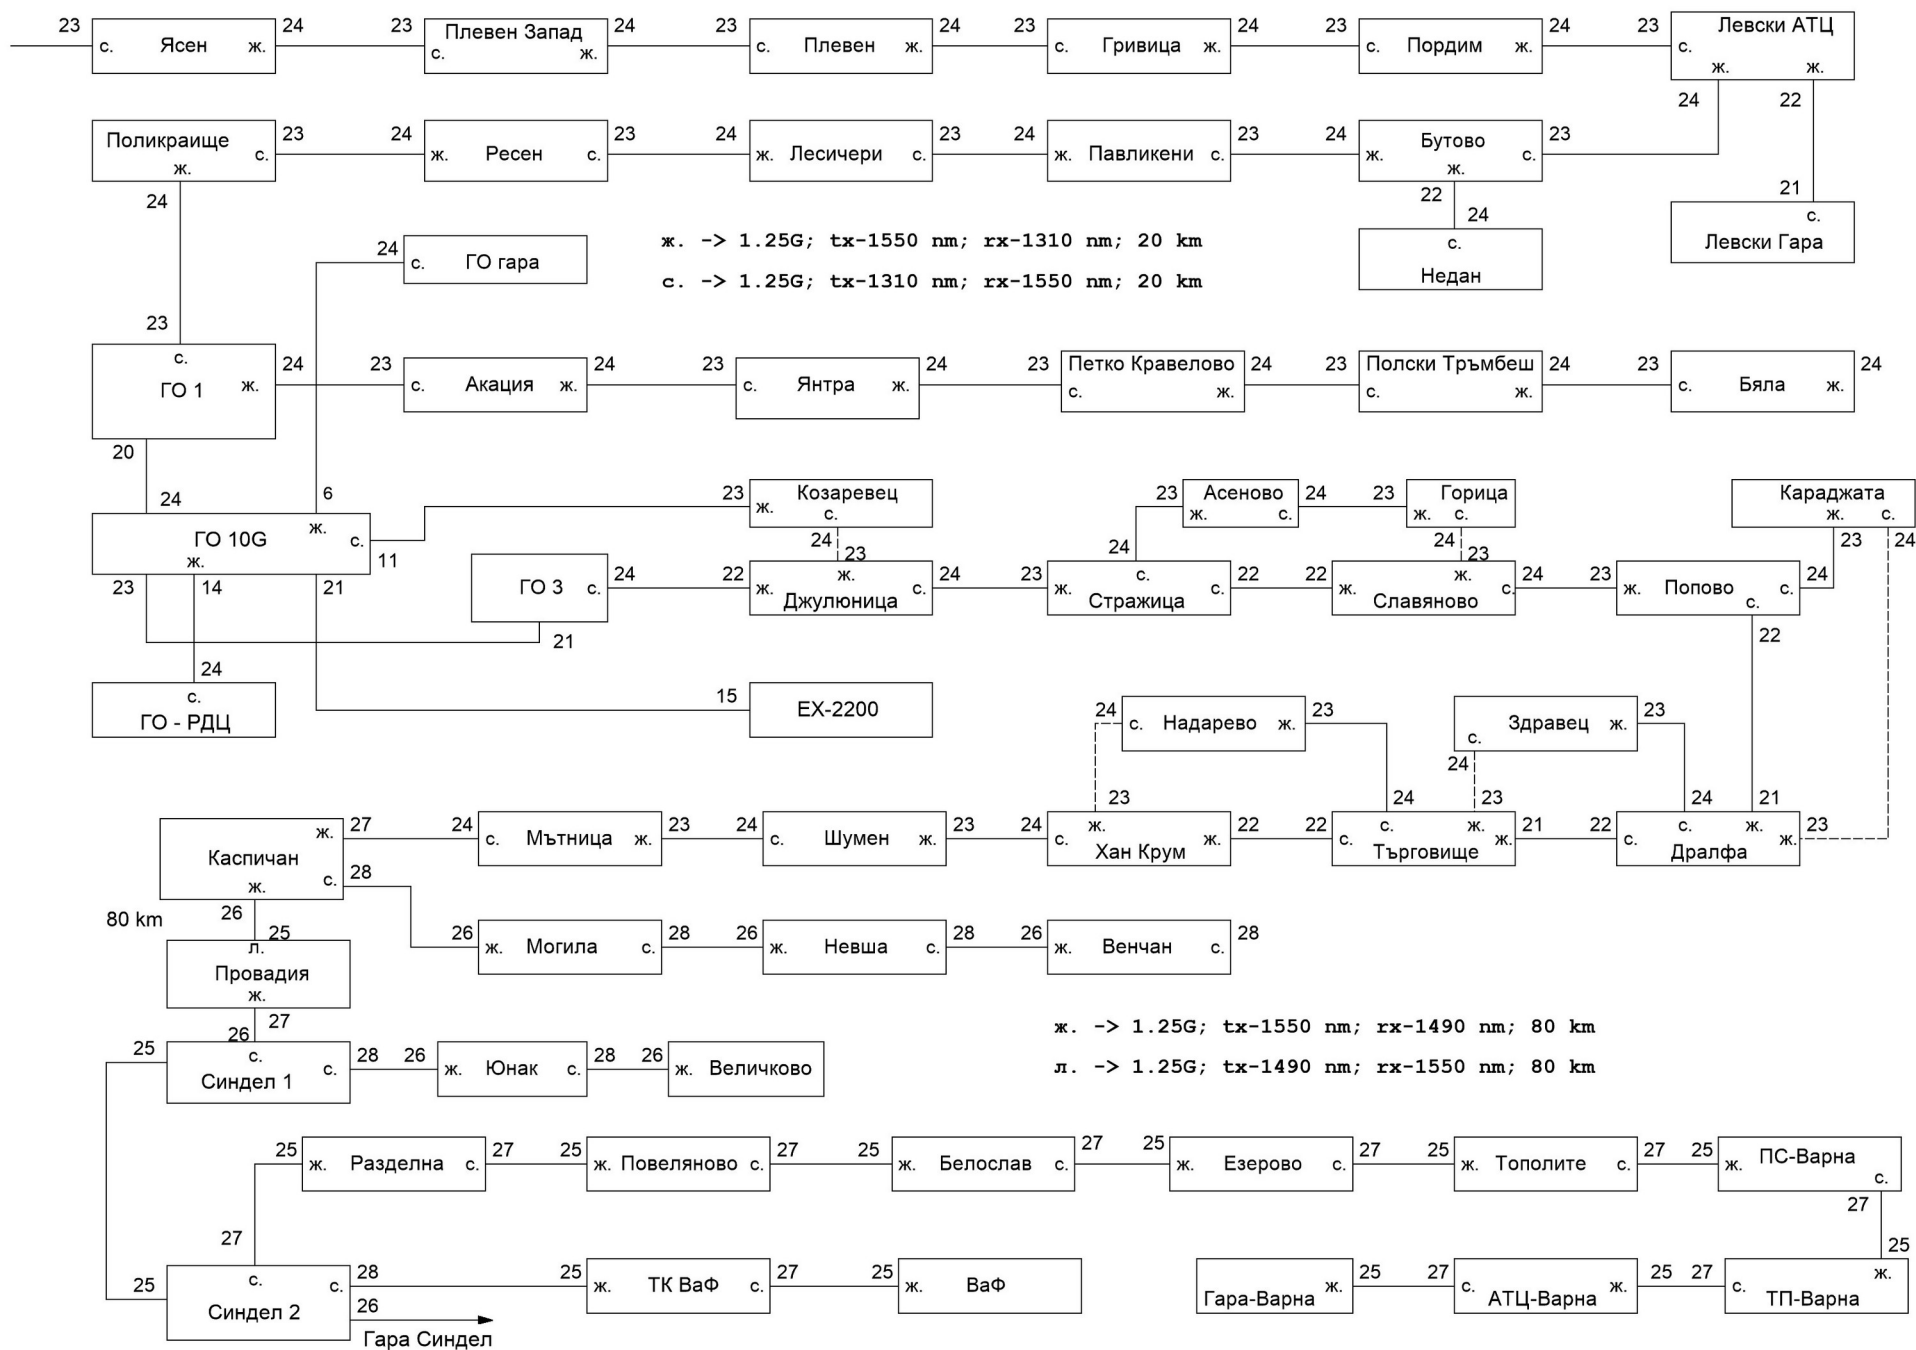 23 24 23 24 23 24 23 24 23 24 23
с. Ясен ж.
Плевен Запад
с. ж.
с. Плевен ж.
с. Гривица ж.
с. Пордим ж.
Левски АТЦ
с.
ж. ж.
24 22
Поликраище
с.
ж.
23 24 23 24 23 24 23 24 23
ж. Ресен с.
ж. Лесичери с.
ж. Павликени с.
Бутово
ж. с.
ж.
24
22
24
21
с.
Недан
с.
Левски Гара
24
с. ГО гара
ж. -> 1.25G; tx-1550 nm; rx-1310 nm; 20 km
с. -> 1.25G; tx-1310 nm; rx-1550 nm; 20 km
23
с.
ГО 1 ж.
24 23 24 23 24 23 24 23 24 23 24
с. Акация ж.
с. Янтра ж.
Петко Кравелово
с. ж.
Полски Тръмбеш
с. ж.
с. Бяла ж.
20
24 6
ж.
ГО 10G с.
ж.
11
23 14 21
23
Козаревец
ж.
с.
24 23
23
Асеново
ж. с.
24 23
Горица
ж. с.
24 23
Караджата
ж. с.
23 24
ГО 3 с.
24 22
21
ж.
ж. с.
Джулюница
24 23
24
с.
ж. с.
Стражица
22 22
ж.
ж. с.
Славяново
24 23
ж. Попово с.
с.
24
22
24
с.
ГО - РДЦ
15
EX-2200
24
с. Надарево ж.
23
Здравец ж.
с.
23
24
27 24 23 24 23 24
ж.
Каспичан
с.
ж.
28
с. Мътница ж.
с. Шумен ж.
23
ж.
с. ж.
Хан Крум
22 22
24 23
с. ж.
с. ж.
Търговище
21 22
24 21
с. ж.
с. ж.
Дралфа
23
80 km
26
25
л.
Провадия
ж.
27
26
26 28 26 28 26 28
ж. Могила с.
ж. Невша с.
ж. Венчан с.
ж. -> 1.25G; tx-1550 nm; rx-1490 nm; 80 km
л. -> 1.25G; tx-1490 nm; rx-1550 nm; 80 km
25
с.
с.
Синдел 1
28 26 28 26
ж. Юнак с.
ж. Величково
25 27 25 27 25 27 25 27 25 27 25
ж. Разделна с.
ж. Повеляново с.
ж. Белослав с.
ж. Езерово с.
ж. Тополите с.
ж. ПС-Варна
с.
27
27
25
25
с.
с.
Синдел 2
28
26
Гара Синдел
25 27 25
ж. ТК ВаФ с.
ж. ВаФ
25 27 25 27
ж.
Гара-Варна
с. ж.
АТЦ-Варна
ж.
с.
ТП-Варна